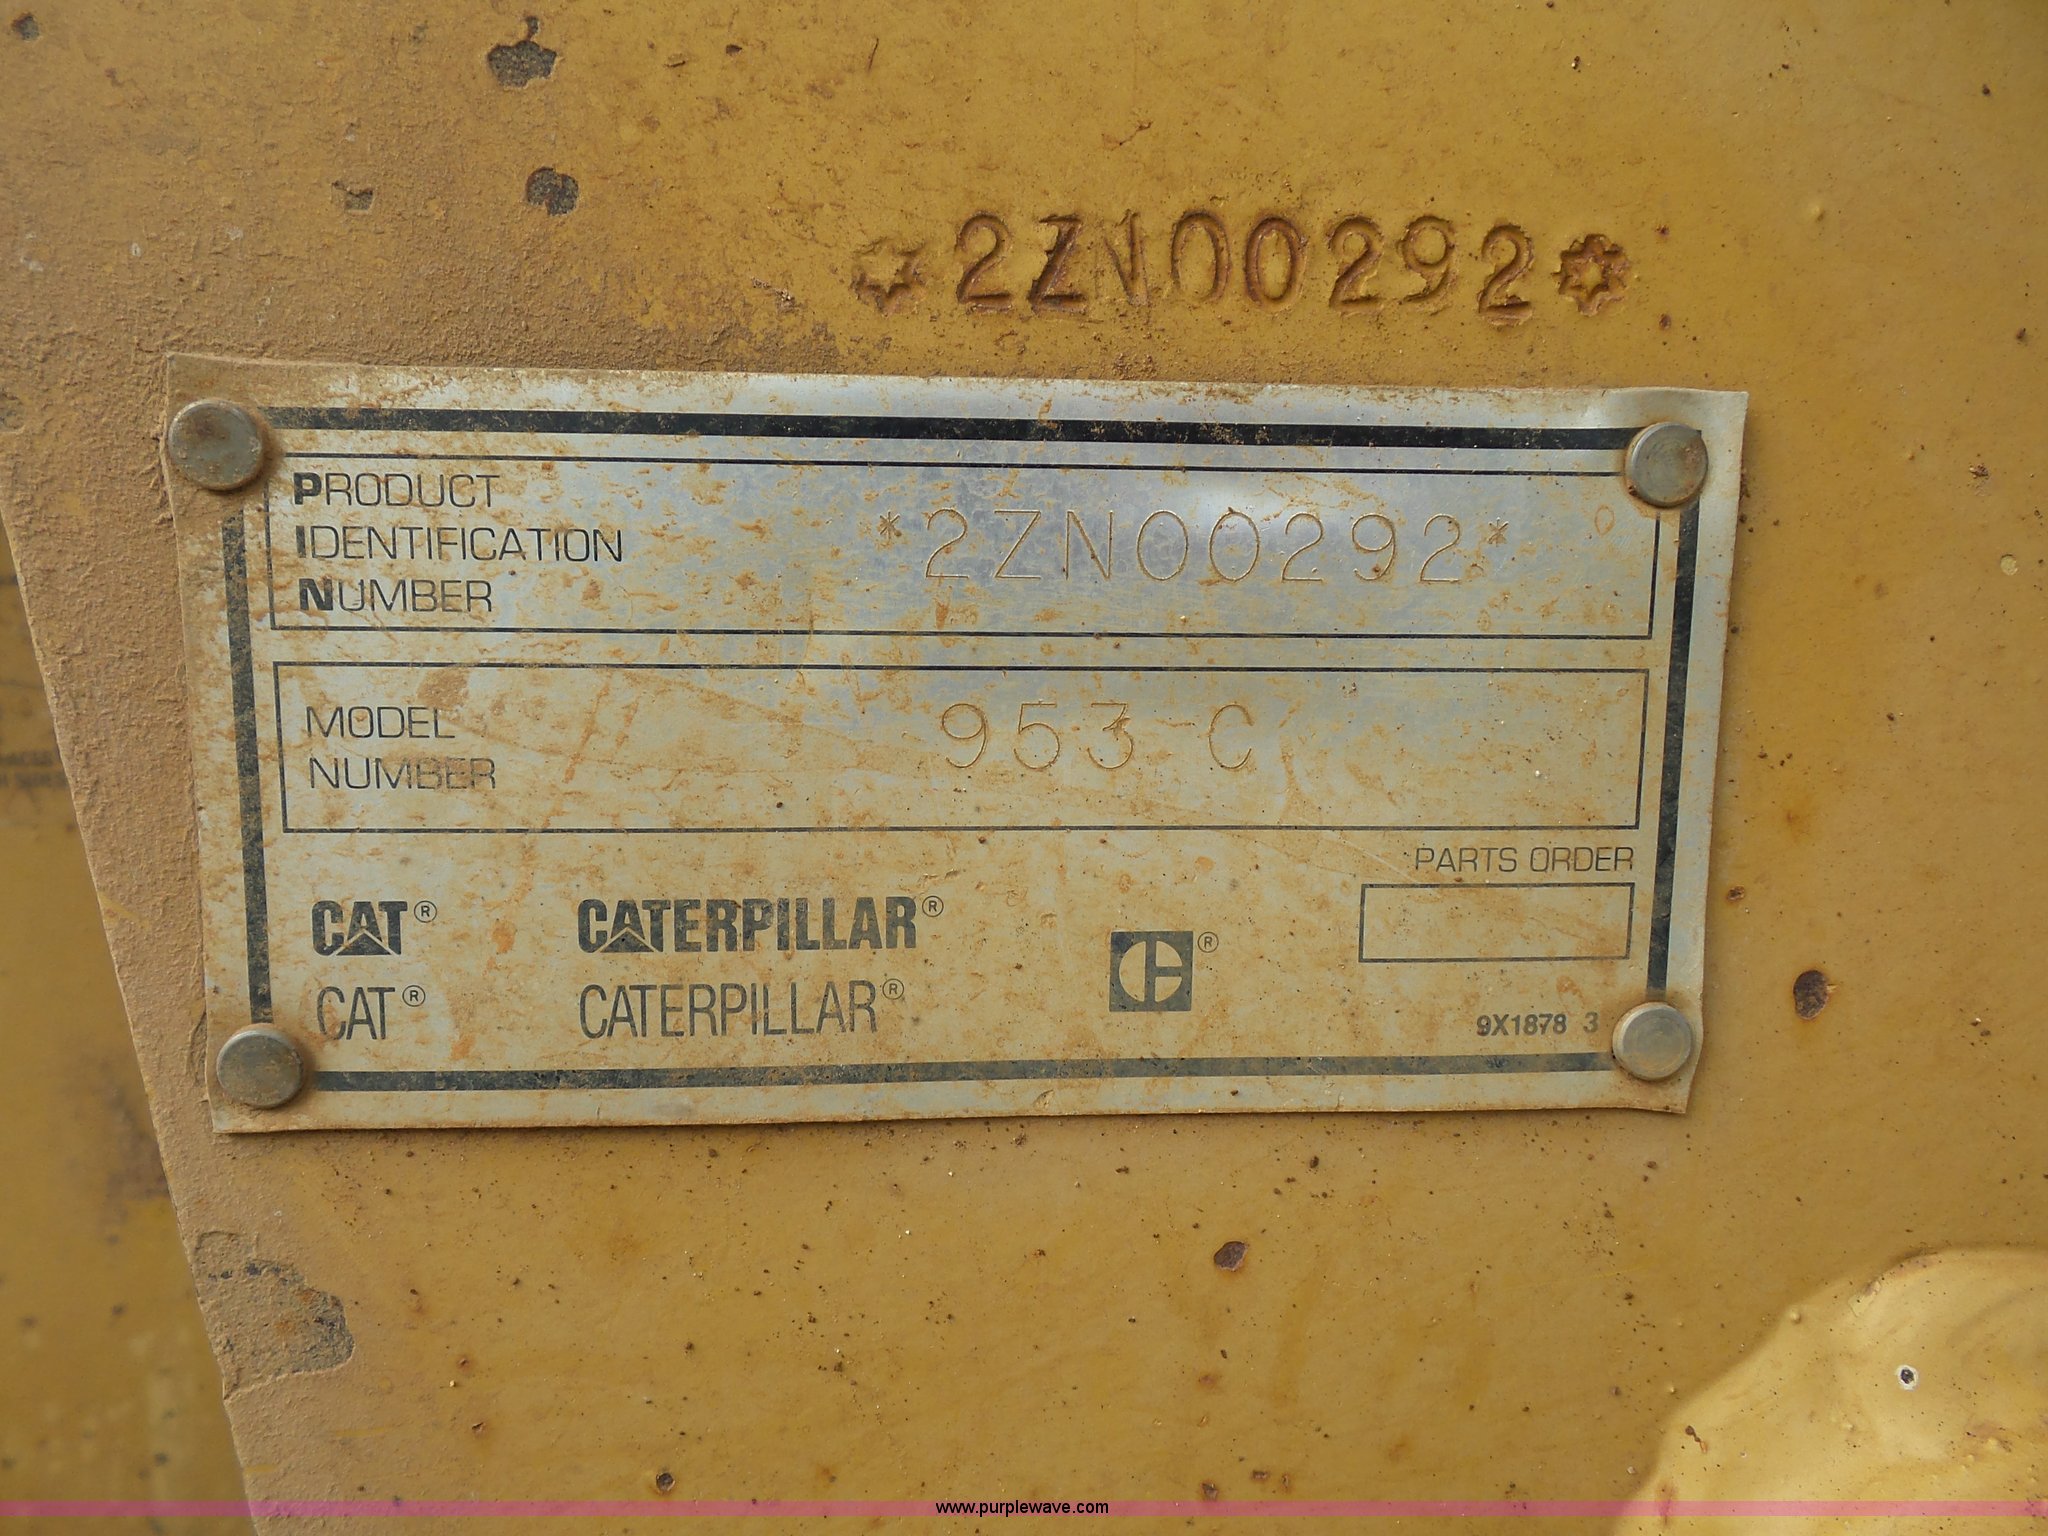 *2ZN00292*
PRODUCT
IDENTIFICATION
NUMBER
*2ZN00292*
MODEL
NUMBER
953 C
PARTS ORDER
CAT® CATERPILLAR®
CAT® CATERPILLAR®
®
9X1878 3
www.purplewave.com